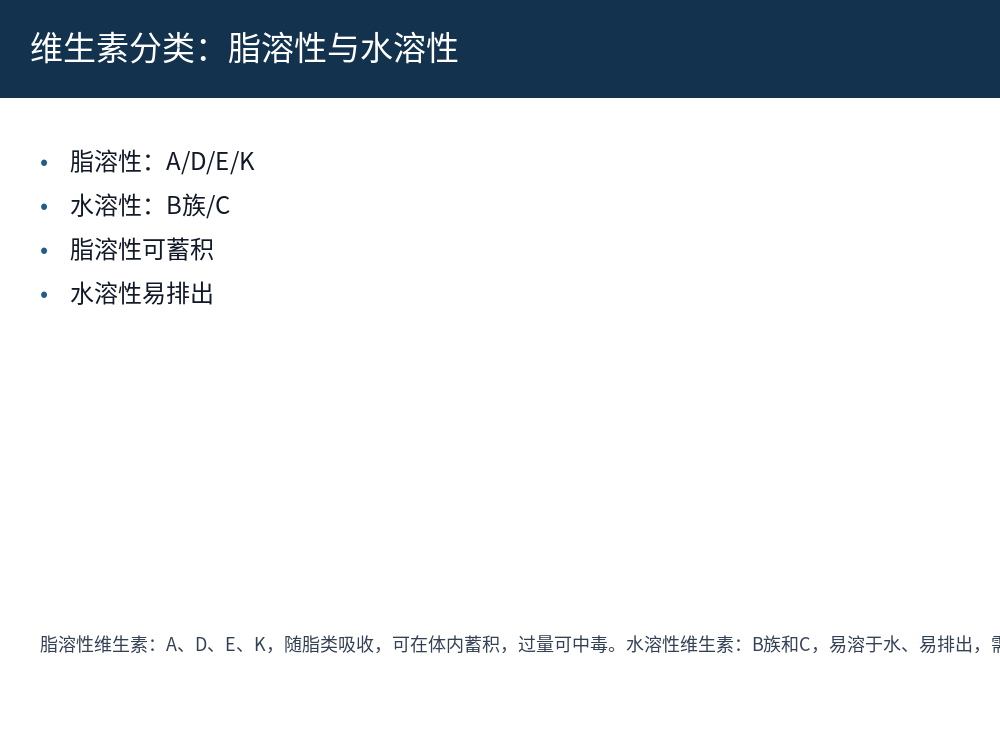 维生素分类：脂溶性与水溶性
• 脂溶性：A/D/E/K
• 水溶性：B族/C
• 脂溶性可蓄积
• 水溶性易排出
脂溶性维生素：A、D、E、K，随脂类吸收，可在体内蓄积，过量可中毒。水溶性维生素：B族和C，易溶于水、易排出，